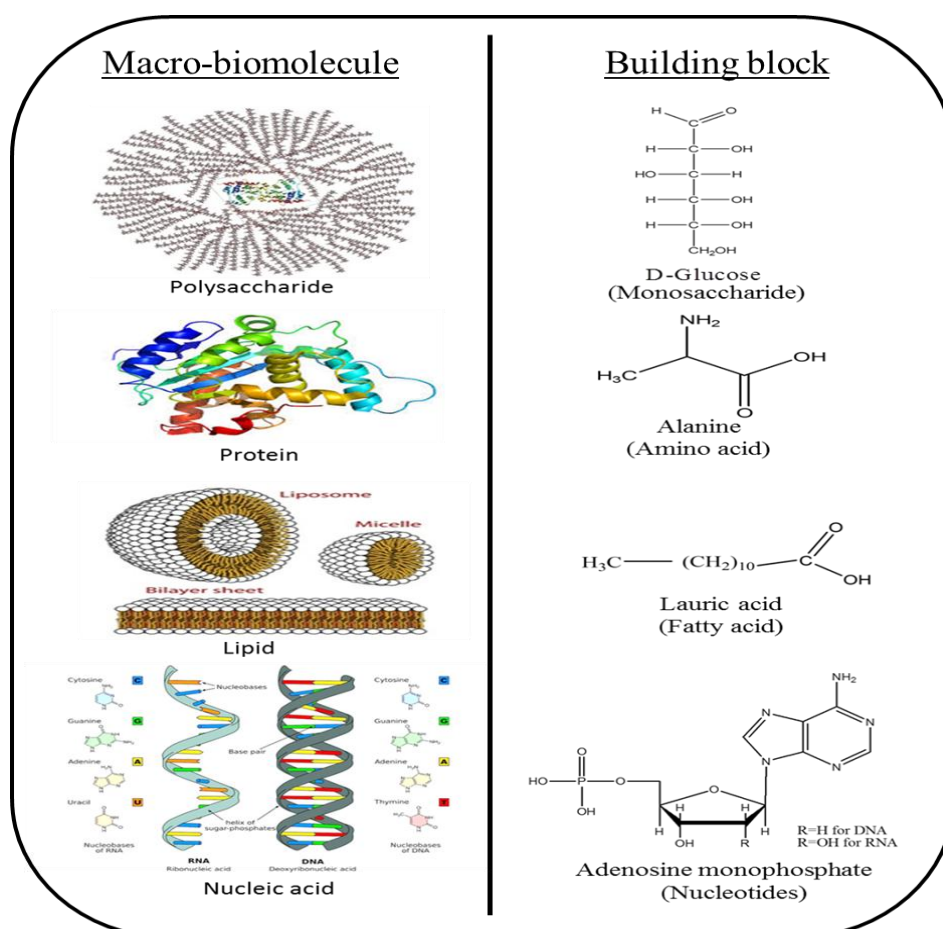 Macro-biomolecule
Polysaccharide
Protein
Liposome
Micelle
Bilayer sheet
Lipid
Cytosine
C
Nucleobases
Cytosine
C
Guanine
G
Guanine
G
Base pair
Adenine
A
Adenine
A
Uracil
U
helix of
sugar-phosphates
Thymine
T
Nucleobases
of RNA
RNA
Ribonucleic acid
DNA
Deoxyribonucleic acid
Nucleobases
of DNA
Nucleic acid
Building block
H
C
O
H
C
OH
HO
C
H
H
C
OH
H
C
OH
CH₂OH
D-Glucose
(Monosaccharide)
NH₂
H₃C
OH
O
Alanine
(Amino acid)
O
H₃C
(CH₂)₁₀
C
OH
Lauric acid
(Fatty acid)
NH₂
N
N
N
N
O
HO
P
O
OH
O
H
H
H
H
OH
R
R=H for DNA
R=OH for RNA
Adenosine monophosphate
(Nucleotides)